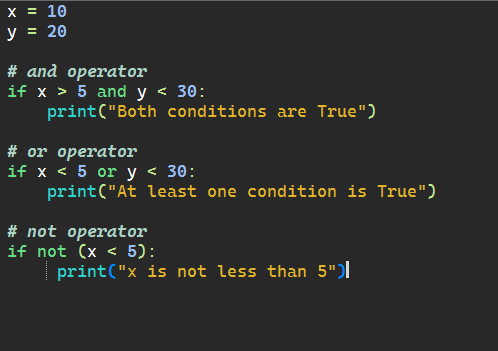 x = 10
y = 20

# and operator
if x > 5 and y < 30:
    print("Both conditions are True")

# or operator
if x < 5 or y < 30:
    print("At least one condition is True")

# not operator
if not (x < 5):
     print("x is not less than 5")